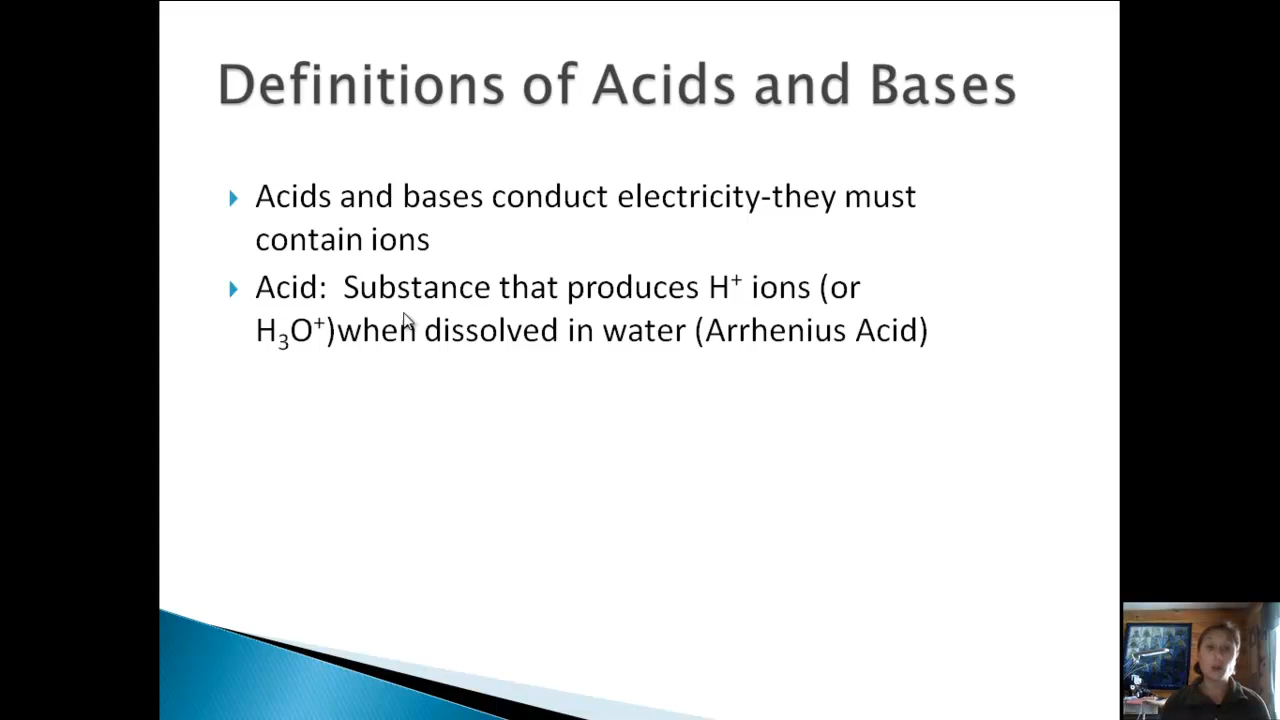 Definitions of Acids and Bases
Acids and bases conduct electricity-they must
contain ions
Acid:  Substance that produces H⁺ ions (or
H₃O⁺)when dissolved in water (Arrhenius Acid)